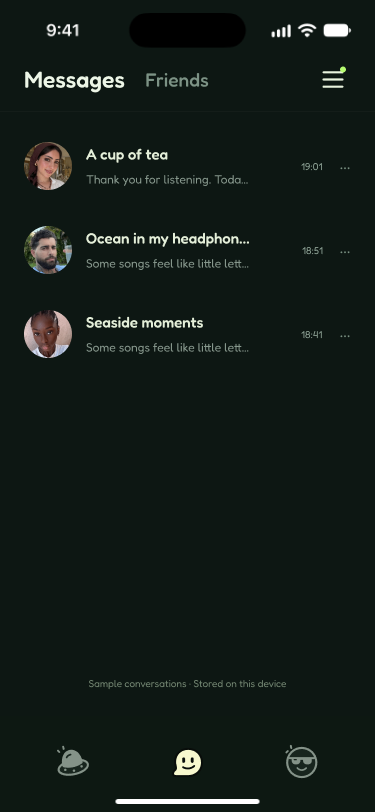 9:41
Messages Friends
A cup of tea
19:01 ...
Thank you for listening. Toda...
Ocean in my headphon...
18:51 ...
Some songs feel like little lett...
Seaside moments
18:41 ...
Some songs feel like little lett...
Sample conversations · Stored on this device